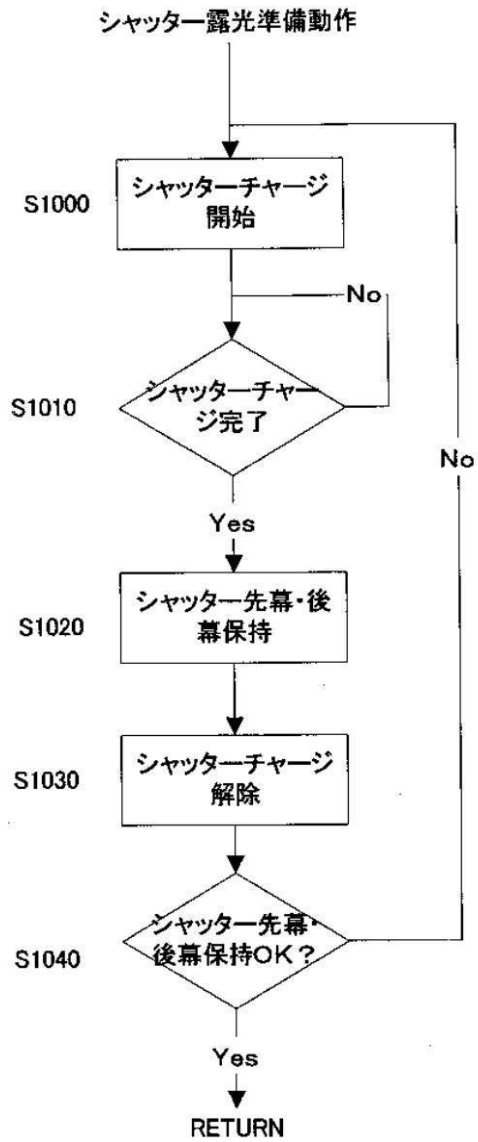 シャッター露光準備動作
S1000
シャッターチャージ
開始
No
S1010
シャッターチャー
ジ完了
No
Yes
S1020
シャッター先幕・後
幕保持
S1030
シャッターチャージ
解除
S1040
シャッター先幕・
後幕保持OK？
Yes
RETURN